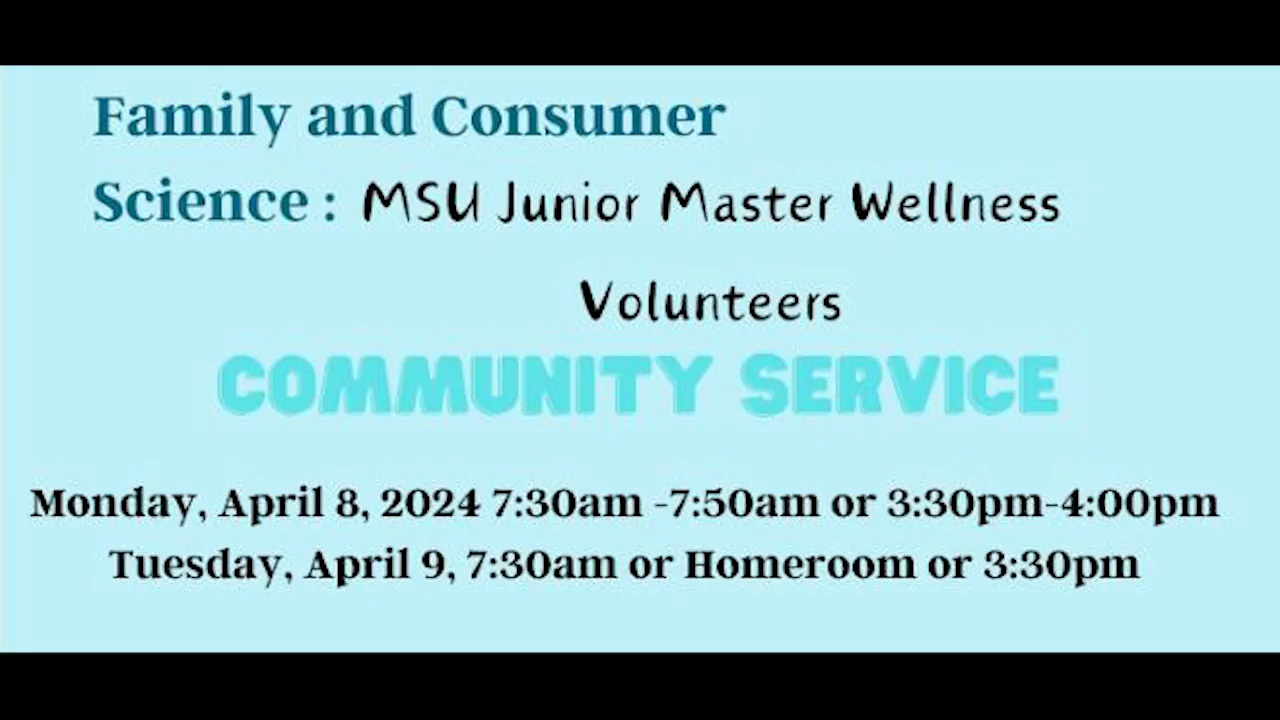 Family and Consumer
Science : MSU Junior Master Wellness
Volunteers
COMMUNITY SERVICE
Monday, April 8, 2024 7:30am -7:50am or 3:30pm-4:00pm
Tuesday, April 9, 7:30am or Homeroom or 3:30pm